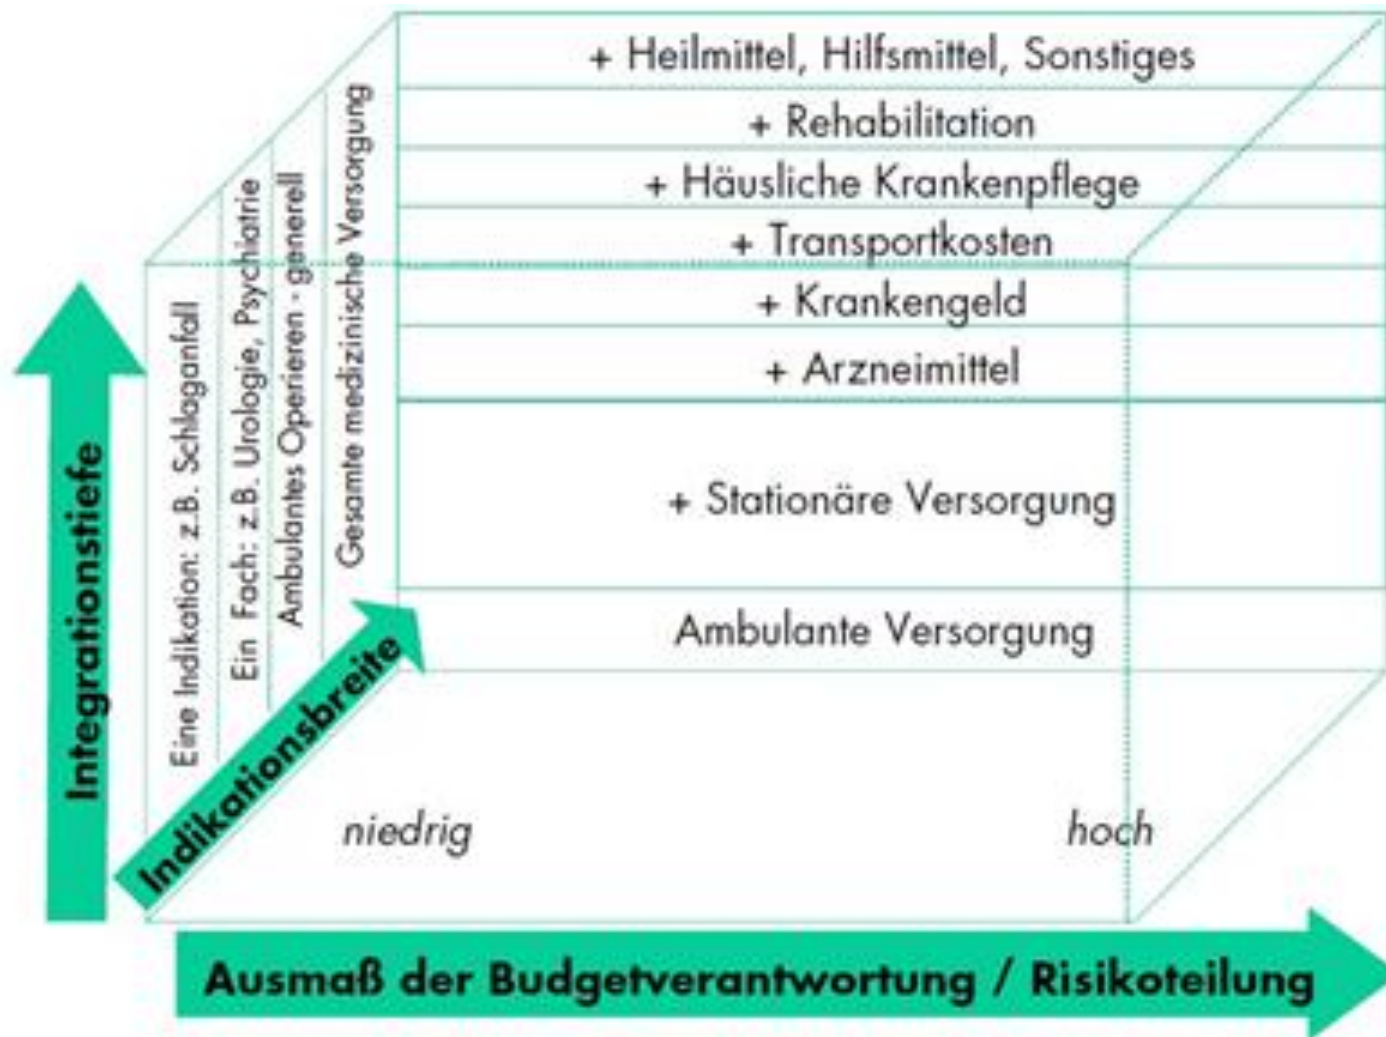 + Heilmittel, Hilfsmittel, Sonstiges
+ Rehabilitation
+ Häusliche Krankenpflege
+ Transportkosten
+ Krankengeld
+ Arzneimittel
+ Stationäre Versorgung
Ambulante Versorgung
Eine Indikation: z.B. Schlaganfall
Ein Fach: z.B. Urologie, Psychiatrie
Ambulantes Operieren - generell
Gesamte medizinische Versorgung
Integrationstiefe
Indikationsbreite
niedrig
hoch
Ausmaß der Budgetverantwortung / Risikoteilung